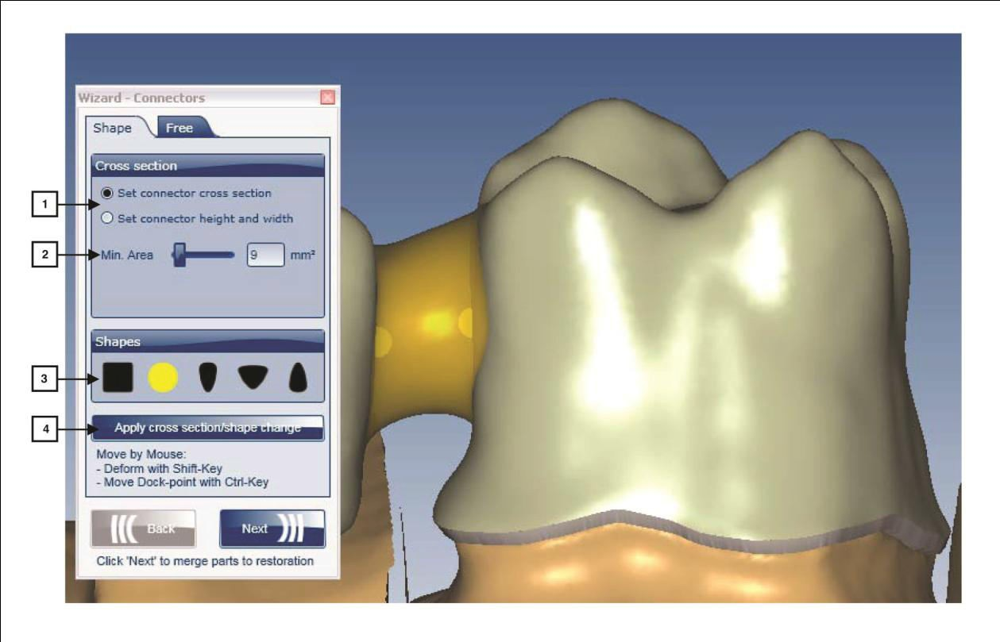 Wizard - Connectors
Shape Free
Cross section
1
Set connector cross section
Set connector height and width
2
Min. Area 9 mm²
Shapes
3
4
Apply cross section/shape change
Move by Mouse:
- Deform with Shift-Key
- Move Dock-point with Ctrl-Key
Back Next
Click 'Next' to merge parts to restoration